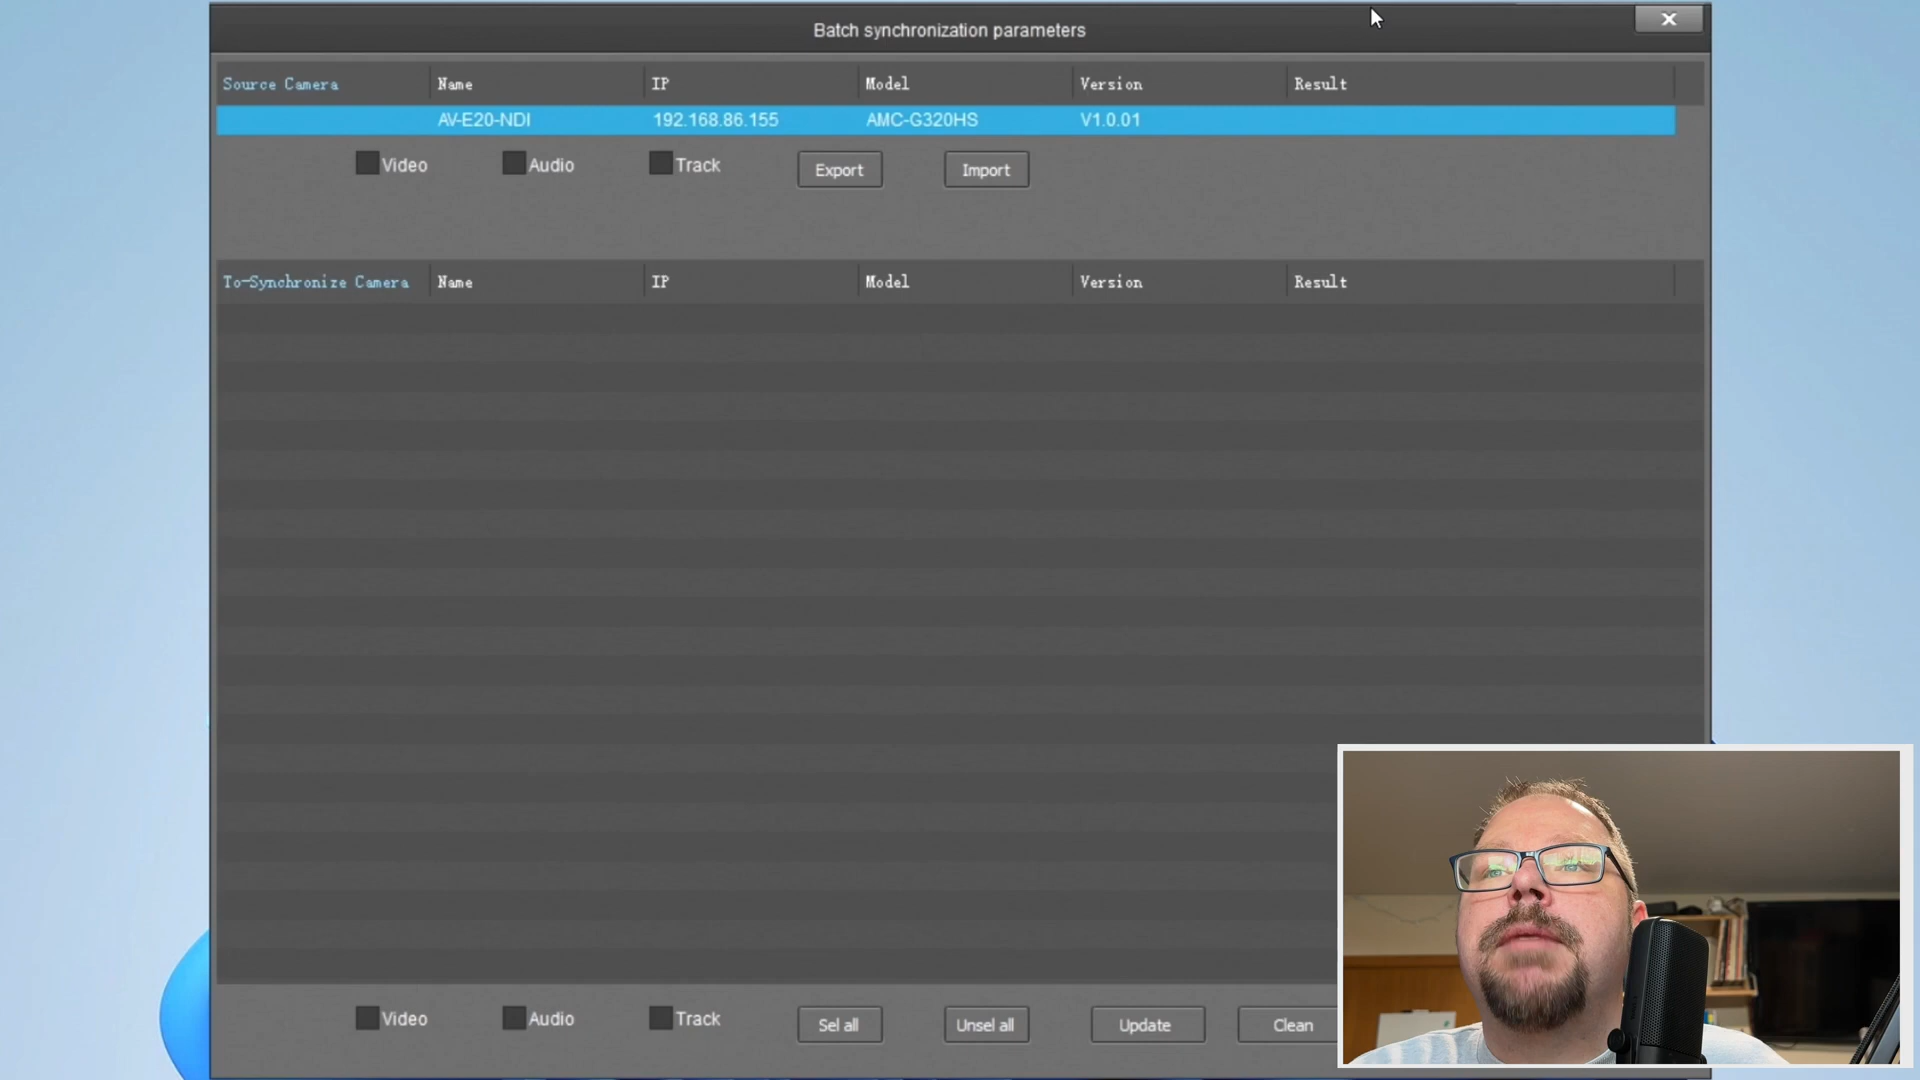 Batch synchronization parameters
Source Camera Name IP Model Version Result
AV-E20-NDI 192.168.86.155 AMC-G320HS V1.0.01
Video Audio Track Export Import
To-Synchronize Camera Name IP Model Version Result
Video Audio Track Sel all Unsel all Update Clean